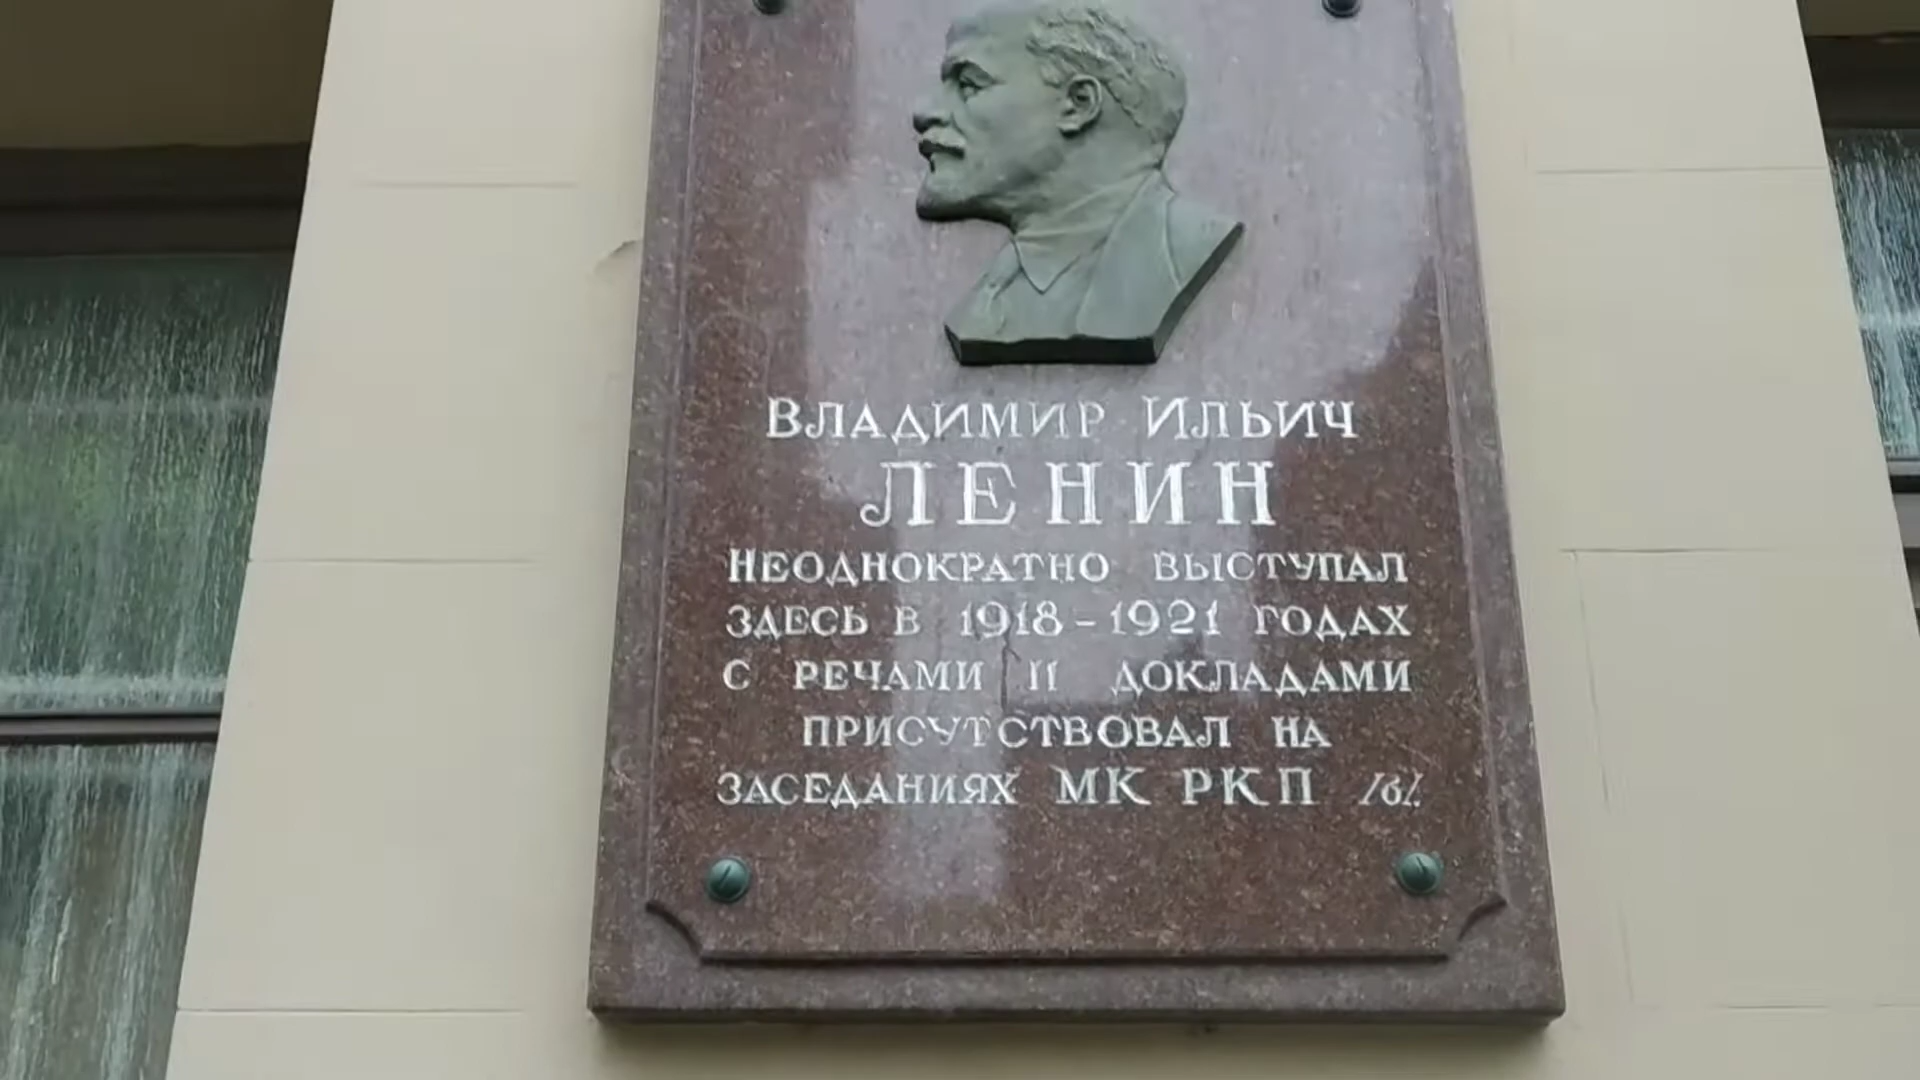 ВЛАДИМИР ИЛЬИЧ
ЛЕНИН
НЕОДНОКРАТНО ВЫСТУПАЛ
ЗДЕСЬ В 1918-1921 ГОДАХ
С РЕЧАМИ И ДОКЛАДАМИ
ПРИСУТСТВОВАЛ НА
ЗАСЕДАНИЯХ МК РКП /б/.